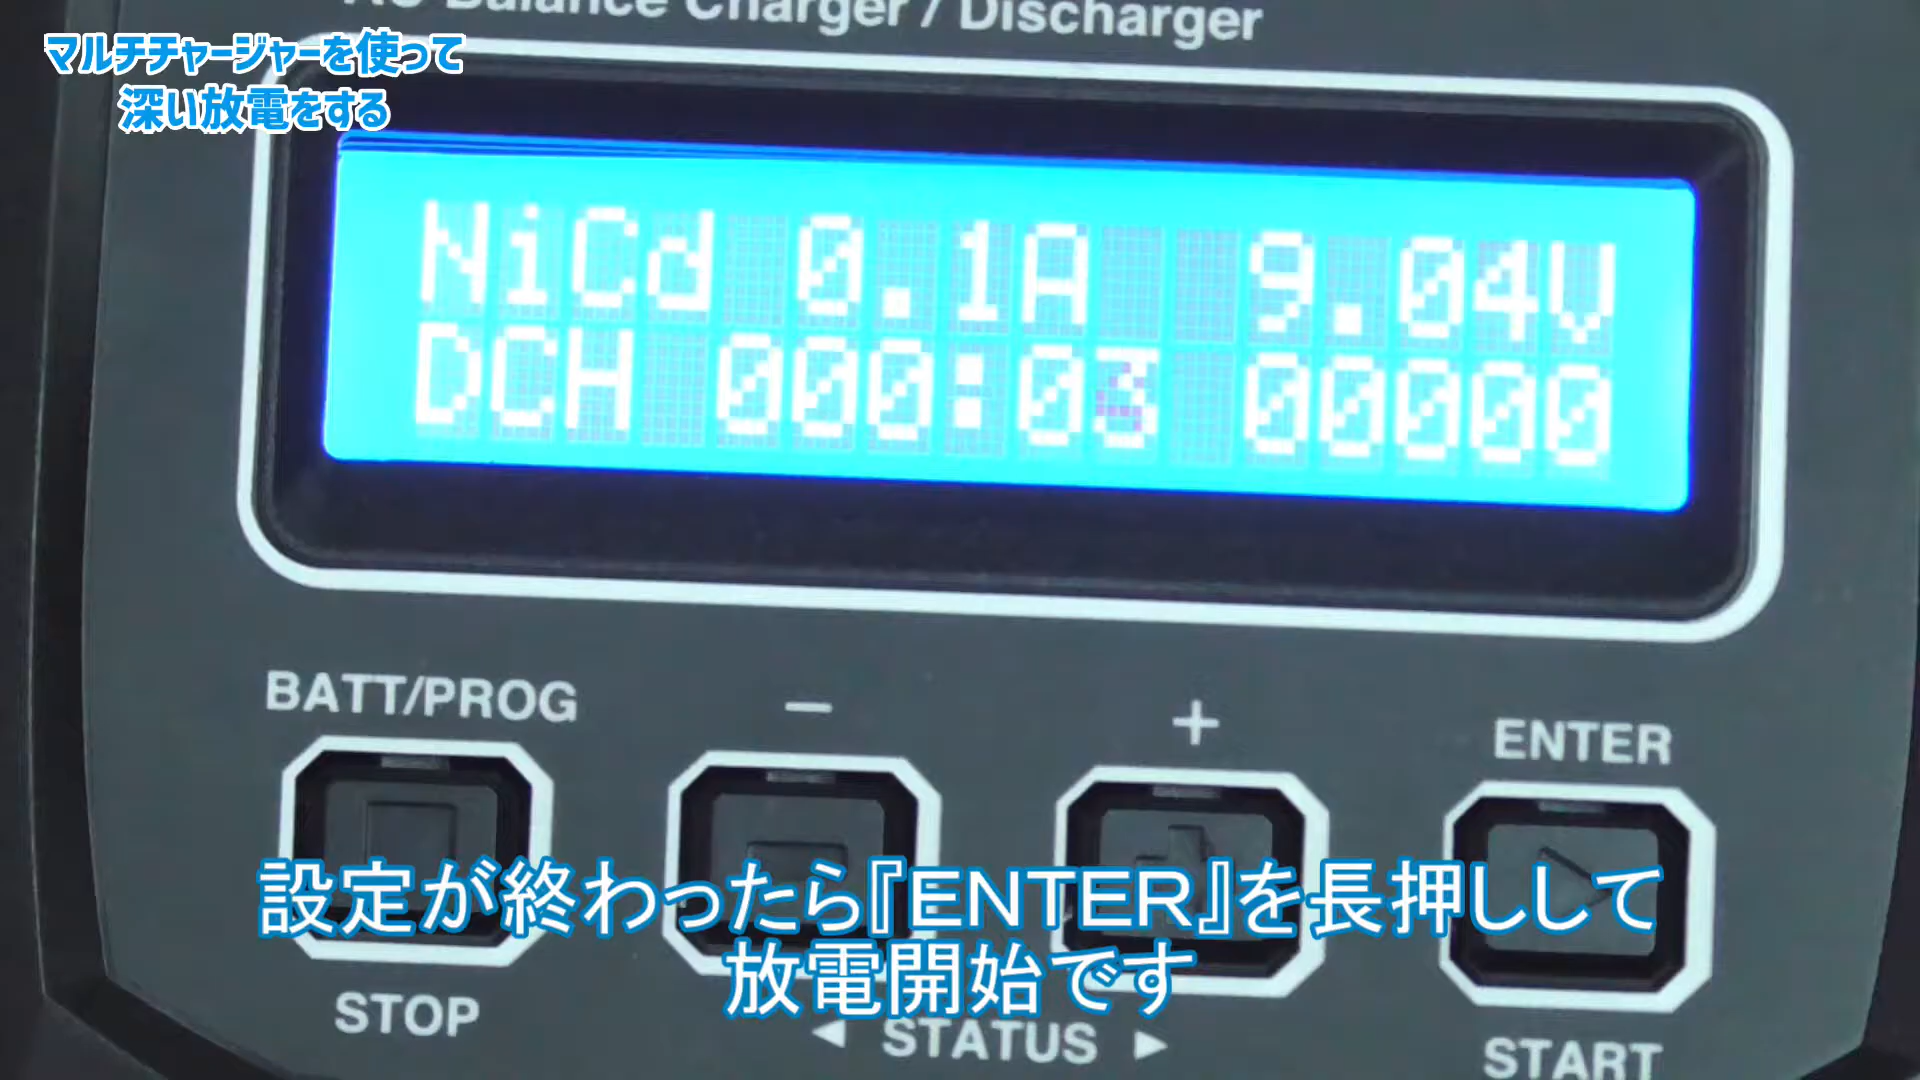 AC Balance Charger / Discharger
マルチチャージャーを使って
深い放電をする
NiCd 0.1A 9.04V
DCH 000:03 00000
BATT/PROG
−
+
ENTER
設定が終わったら『ENTER』を長押しして
放電開始です
STOP
◀ STATUS ▶
START